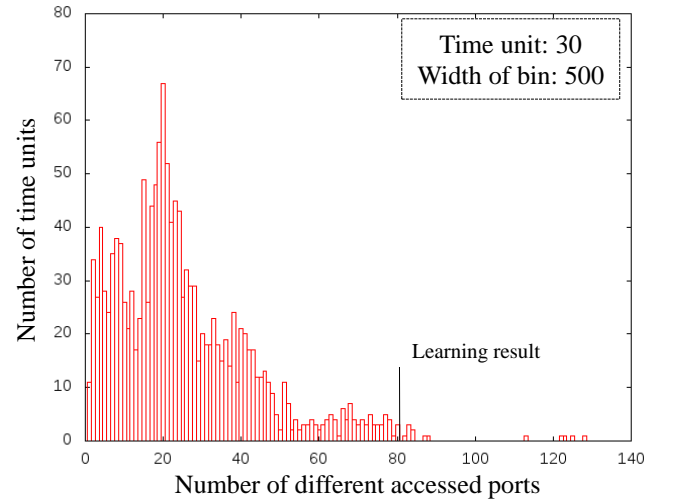 80
70
60
50
40
30
20
10
0
Number of time units
Time unit: 30
Width of bin: 500
Learning result
0 20 40 60 80 100 120 140
Number of different accessed ports